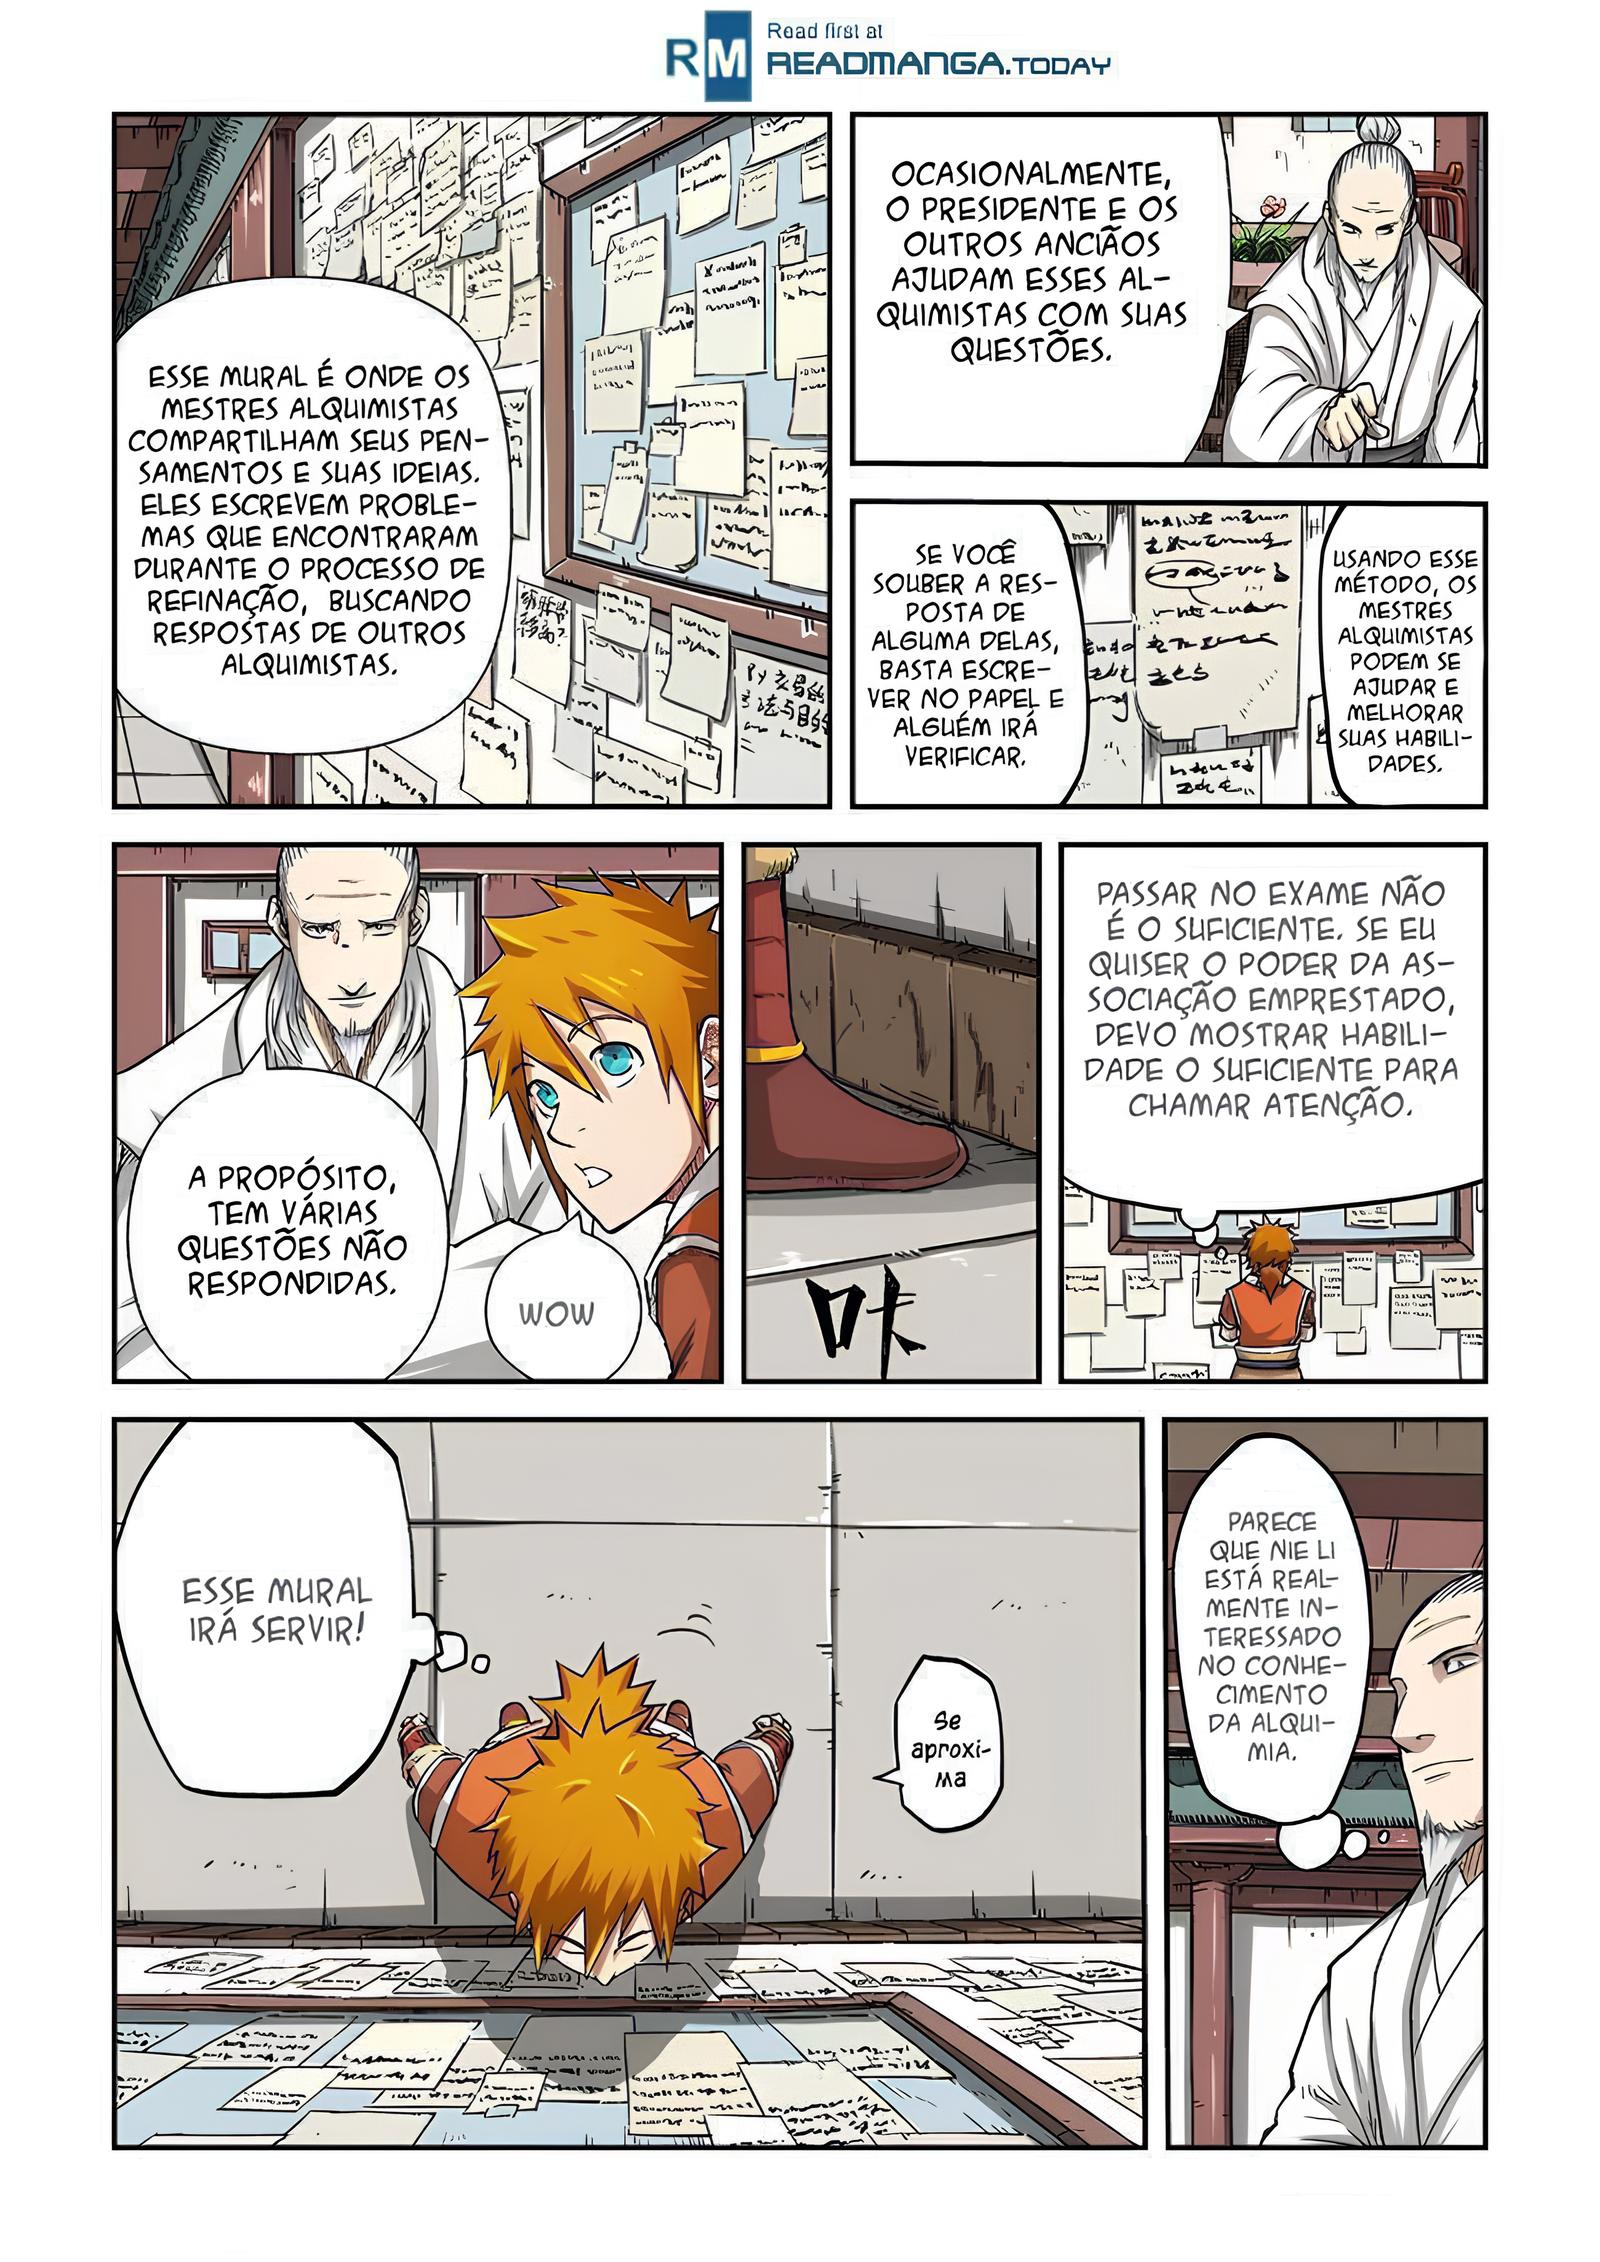 RM
Read first at
READMANGA.TODAY
ESSE MURAL É ONDE OS
MESTRES ALQUIMISTAS
COMPARTILHAM SEUS PEN-
SAMENTOS E SUAS IDEIAS.
ELES ESCREVEM PROBLE-
MAS QUE ENCONTRARAM
DURANTE O PROCESSO DE
REFINAÇÃO, BUSCANDO
RESPOSTAS DE OUTROS
ALQUIMISTAS.
OCASIONALMENTE,
O PRESIDENTE E OS
OUTROS ANCIÃOS
AJUDAM ESSES AL-
QUIMISTAS COM SUAS
QUESTÕES.
SE VOCÊ
SOUBER A RES-
POSTA DE
ALGUMA DELAS,
BASTA ESCRE-
VER NO PAPEL E
ALGUÉM IRÁ
VERIFICAR.
USANDO ESSE
MÉTODO, OS
MESTRES
ALQUIMISTAS
PODEM SE
AJUDAR E
MELHORAR
SUAS HABILI-
DADES.
A PROPÓSITO,
TEM VÁRIAS
QUESTÕES NÃO
RESPONDIDAS.
WOW
咔
PASSAR NO EXAME NÃO
É O SUFICIENTE. SE EU
QUISER O PODER DA AS-
SOCIAÇÃO EMPRESTADO,
DEVO MOSTRAR HABILI-
DADE O SUFICIENTE PARA
CHAMAR ATENÇÃO.
ESSE MURAL
IRÁ SERVIR!
Se
aproxi-
ma
PARECE
QUE NIE LI
ESTÁ REAL-
MENTE IN-
TERESSADO
NO CONHE-
CIMENTO
DA ALQUI-
MIA.